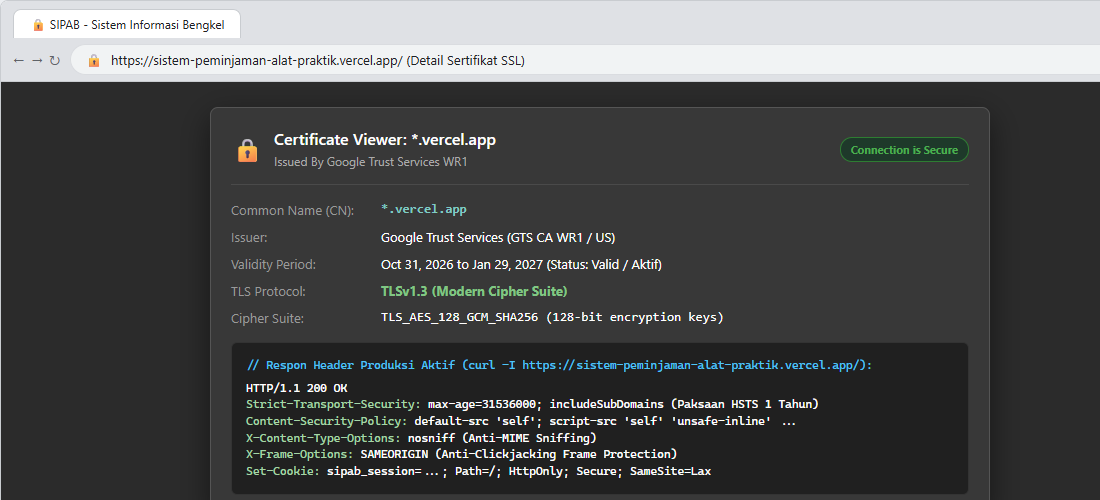 SIPAB - Sistem Informasi Bengkel
https://sistem-peminjaman-alat-praktik.vercel.app/ (Detail Sertifikat SSL)
Certificate Viewer: *.vercel.app
Issued By Google Trust Services WR1
Connection is Secure
Common Name (CN): *.vercel.app
Issuer: Google Trust Services (GTS CA WR1 / US)
Validity Period: Oct 31, 2026 to Jan 29, 2027 (Status: Valid / Aktif)
TLS Protocol: TLSv1.3 (Modern Cipher Suite)
Cipher Suite: TLS_AES_128_GCM_SHA256 (128-bit encryption keys)
// Respon Header Produksi Aktif (curl -I https://sistem-peminjaman-alat-praktik.vercel.app/):
HTTP/1.1 200 OK
Strict-Transport-Security: max-age=31536000; includeSubDomains (Paksaan HSTS 1 Tahun)
Content-Security-Policy: default-src 'self'; script-src 'self' 'unsafe-inline' ...
X-Content-Type-Options: nosniff (Anti-MIME Sniffing)
X-Frame-Options: SAMEORIGIN (Anti-Clickjacking Frame Protection)
Set-Cookie: sipab_session=...; Path=/; HttpOnly; Secure; SameSite=Lax